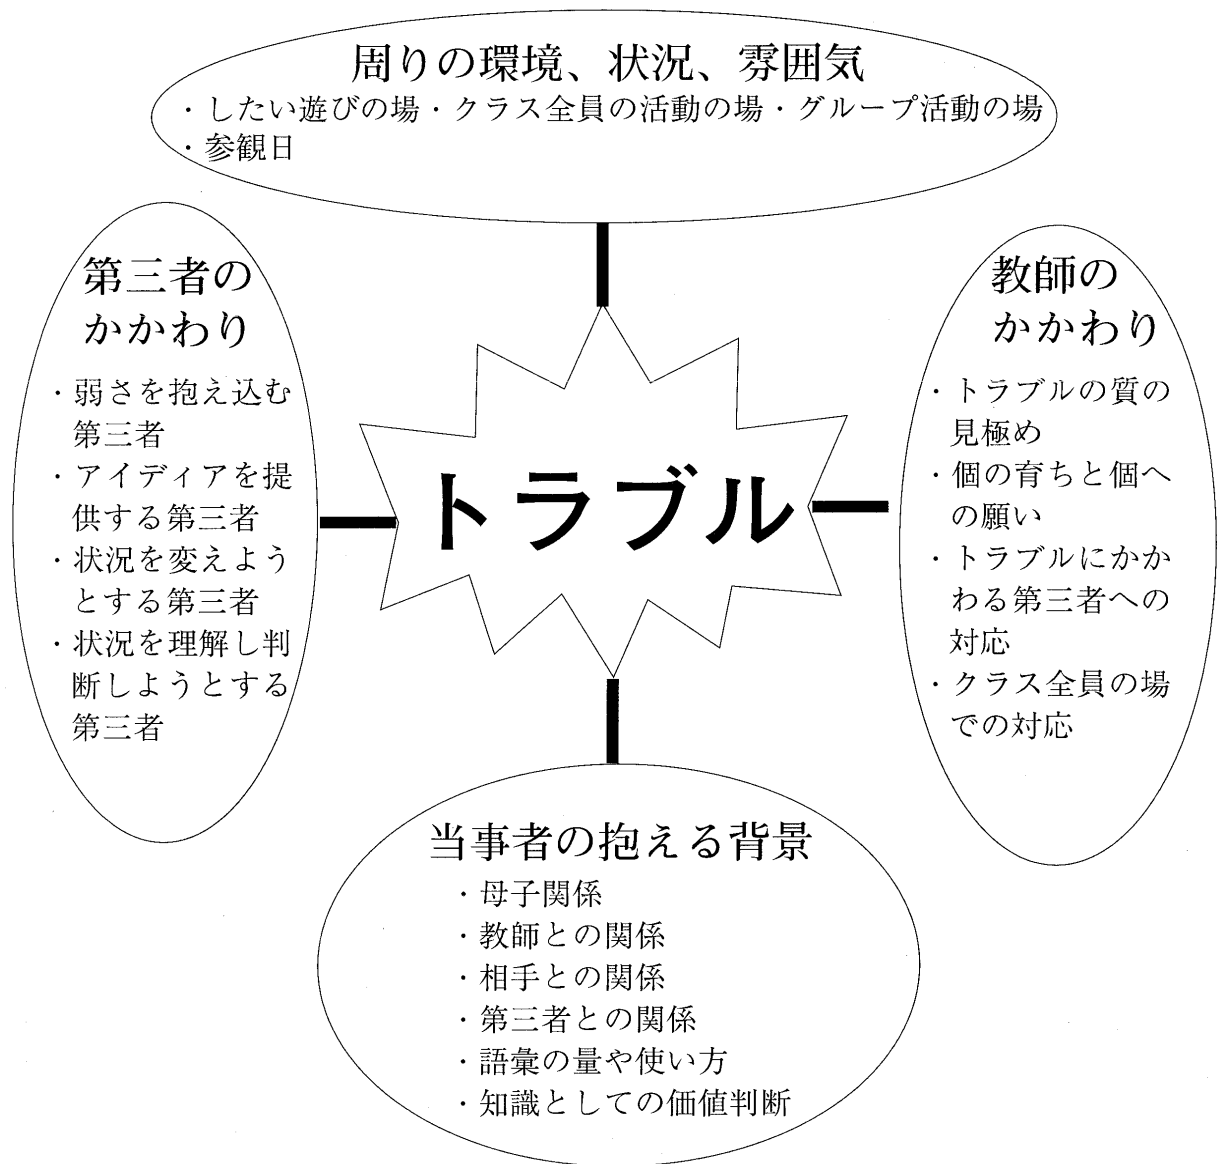 周りの環境、状況、雰囲気
・したい遊びの場・クラス全員の活動の場・グループ活動の場
・参観日
第三者の
かかわり
・弱さを抱え込む
第三者
・アイディアを提
供する第三者
・状況を変えよう
とする第三者
・状況を理解し判
断しようとする
第三者
トラブル
教師の
かかわり
・トラブルの質の
見極め
・個の育ちと個へ
の願い
・トラブルにかか
わる第三者への
対応
・クラス全員の場
での対応
当事者の抱える背景
・母子関係
・教師との関係
・相手との関係
・第三者との関係
・語彙の量や使い方
・知識としての価値判断